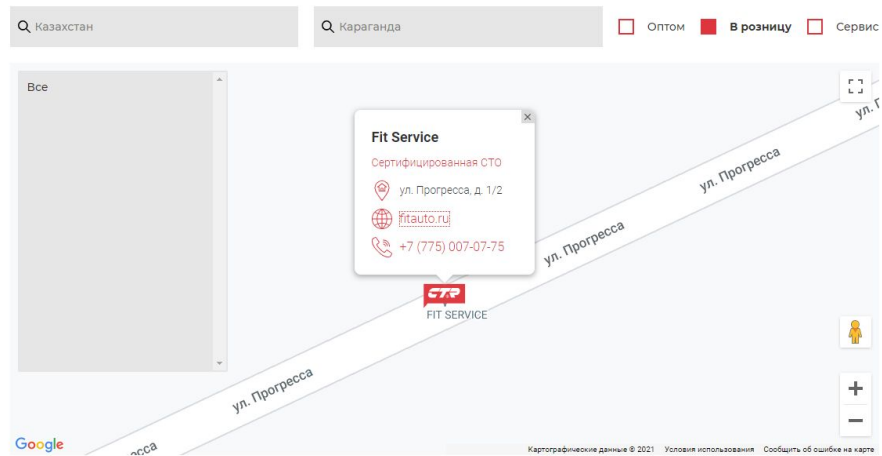 Казахстан
Караганда
Оптом
В розницу
Сервис
Все
Fit Service
Сертифицированная СТО
ул. Прогресса, д. 1/2
fitauto.ru
+7 (775) 007-07-75
ул. Г
ул. Прогресса
ул. Прогресса
CTR
FIT SERVICE
ул. Прогресса
есса
Google
Картографические данные © 2021 Условия использования Сообщить об ошибке на карте